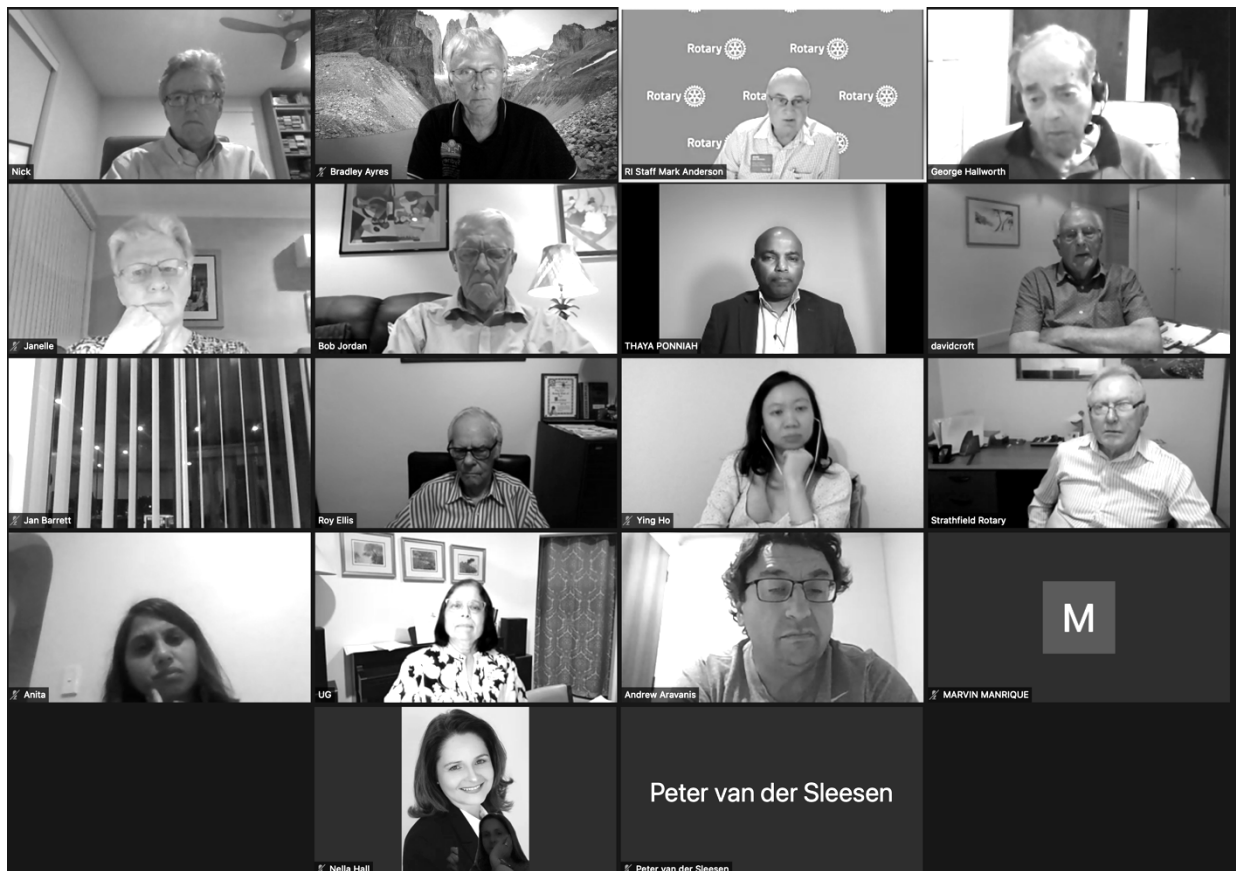 Rotary Rotary
Rotary Rota Rotary
Rotary
Nick
Bradley Ayres
RI Staff Mark Anderson
George Hallworth
Janelle
Bob Jordan
THAYA PONNIAH
davidcroft
Jan Barrett
Roy Ellis
Ying Ho
Strathfield Rotary
M
Anita
UG
Andrew Aravanis
MARVIN MANRIQUE
Peter van der Sleesen
Nella Hall
Peter van der Sleesen